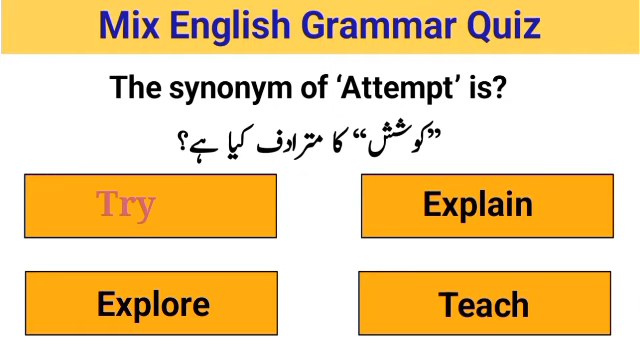 Mix English Grammar Quiz
The synonym of ‘Attempt’ is?
”کوشش“ کا مترادف کیا ہے؟
Try
Explain
Explore
Teach